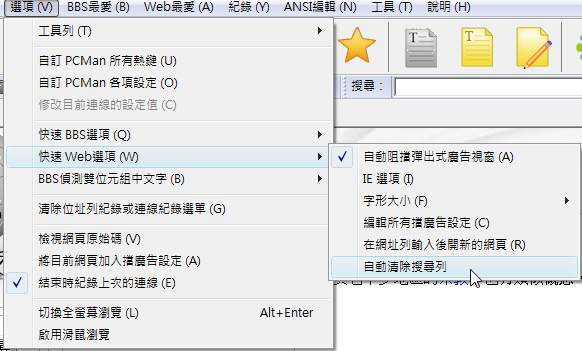 選項 (V) BBS最愛 (B) Web最愛 (A) 紀錄 (Y) ANSI編輯 (N) 工具 (T) 說明 (H)
工具列 (T)
搜尋：
自訂 PCMan 所有熱鍵 (U)
自訂 PCMan 各項設定 (O)
修改目前連線的設定值 (C)
快速 BBS選項 (Q)
快速 Web選項 (W)
BBS偵測雙位元組中文字 (B)
清除位址列紀錄或連線紀錄選單 (G)
檢視網頁原始碼 (V)
將目前網頁加入擋廣告設定 (A)
結束時紀錄上次的連線 (E)
切換全螢幕瀏覽 (L) Alt+Enter
啟用滑鼠瀏覽
自動阻擋彈出式廣告視窗 (A)
IE 選項 (I)
字形大小 (F)
編輯所有擋廣告設定 (C)
在網址列輸入後開新的網頁 (R)
自動清除搜尋列